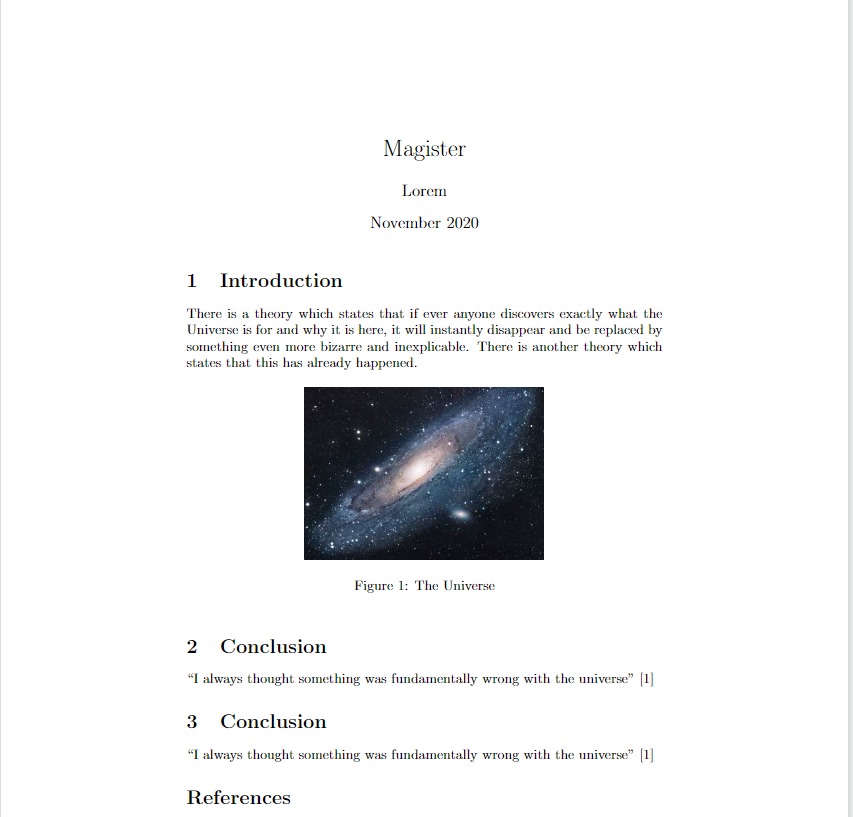 Magister
Lorem
November 2020
1 Introduction
There is a theory which states that if ever anyone discovers exactly what the
Universe is for and why it is here, it will instantly disappear and be replaced by
something even more bizarre and inexplicable. There is another theory which
states that this has already happened.
Figure 1: The Universe
2 Conclusion
“I always thought something was fundamentally wrong with the universe” [1]
3 Conclusion
“I always thought something was fundamentally wrong with the universe” [1]
References